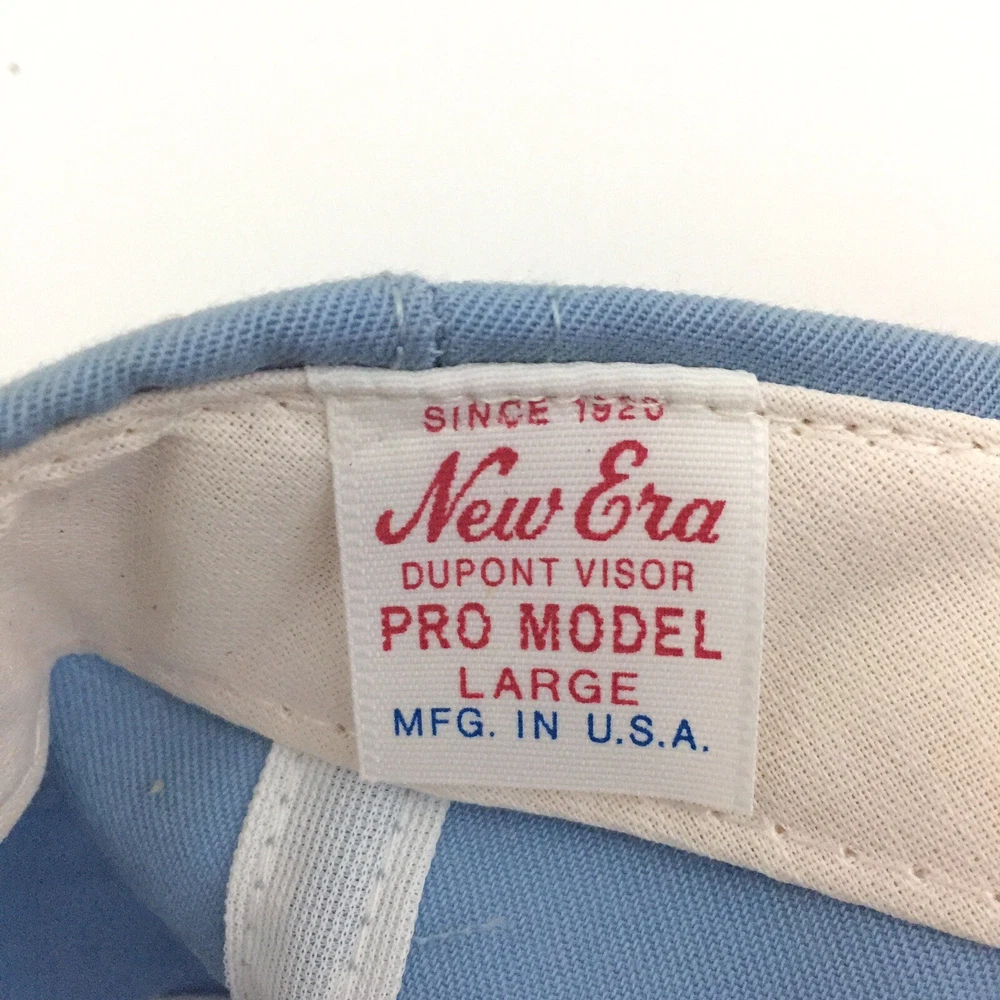 SINCE 1920
New Era
DUPONT VISOR
PRO MODEL
LARGE
MFG. IN U.S.A.